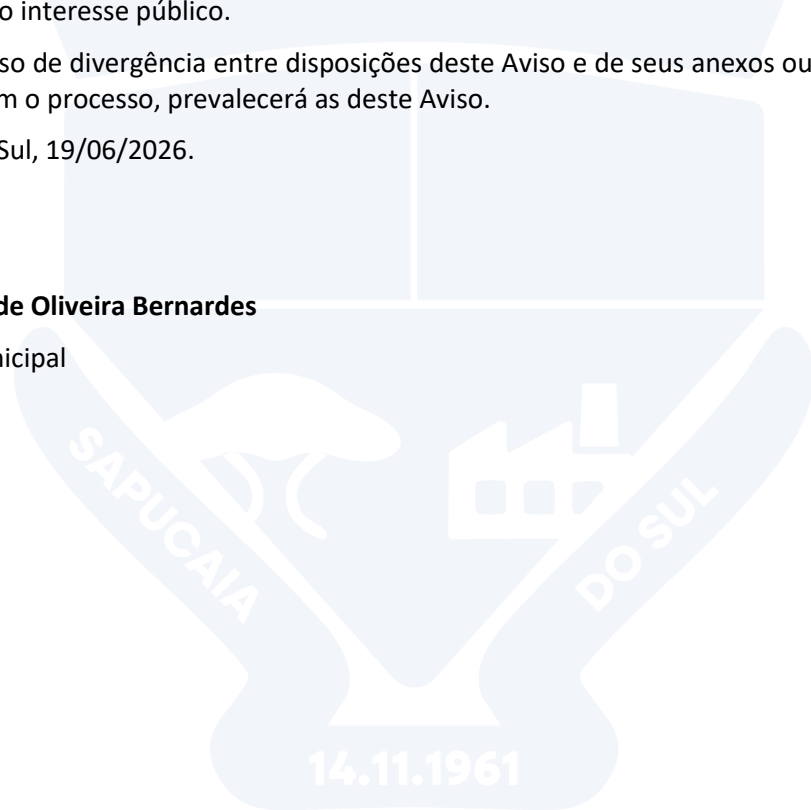 o interesse público.
so de divergência entre disposições deste Aviso e de seus anexos ou
m o processo, prevalecerá as deste Aviso.
Sul, 19/06/2026.
de Oliveira Bernardes
nicipal
SAPUCAIA
DO SUL
14.11.1961